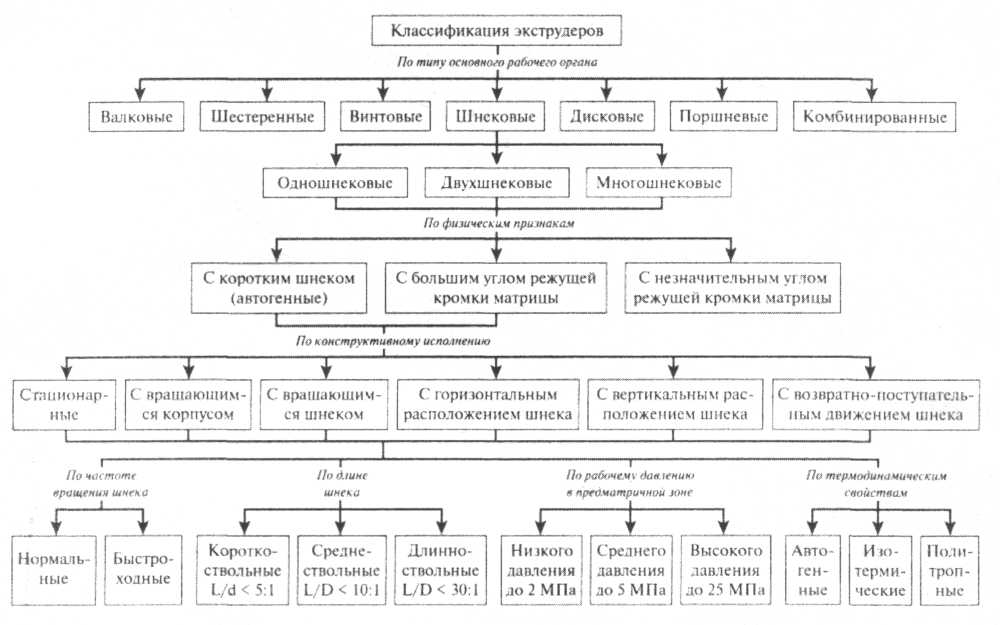 Классификация экструдеров
По типу основного рабочего органа
Валковые
Шестеренные
Винтовые
Шнековые
Дисковые
Поршневые
Комбинированные
Одношнековые
Двухшнековые
Многошнековые
По физическим признакам
С коротким шнеком
(автогенные)
С большим углом режущей
кромки матрицы
С незначительным углом
режущей кромки матрицы
По конструктивному исполнению
Стационар-
ные
С вращающим-
ся корпусом
С вращающим-
ся шнеком
С горизонтальным
расположением шнека
С вертикальным рас-
положением шнека
С возвратно-поступатель-
ным движением шнека
По частоте
вращения шнека
По длине
шнека
По рабочему давлению
в предматричной зоне
По термодинамическим
свойствам
Нормаль-
ные
Быстро-
ходные
Коротко-
ствольные
L/d < 5:1
Средне-
ствольные
L/D < 10:1
Длинно-
ствольные
L/D < 30:1
Низкого
давления
до 2 МПа
Среднего
давления
до 5 МПа
Высокого
давления
до 25 МПа
Авто-
ген-
ные
Изо-
терми-
ческие
Поли-
троп-
ные